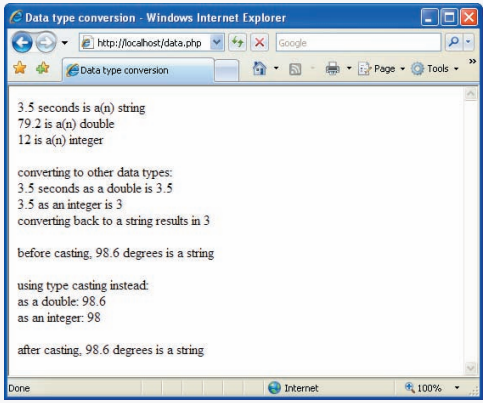 Data type conversion - Windows Internet Explorer
http://localhost/data.php
Google
Data type conversion
Page
Tools
3.5 seconds is a(n) string
79.2 is a(n) double
12 is a(n) integer
converting to other data types:
3.5 seconds as a double is 3.5
3.5 as an integer is 3
converting back to a string results in 3
before casting, 98.6 degrees is a string
using type casting instead:
as a double: 98.6
as an integer: 98
after casting, 98.6 degrees is a string
Done
Internet
100%